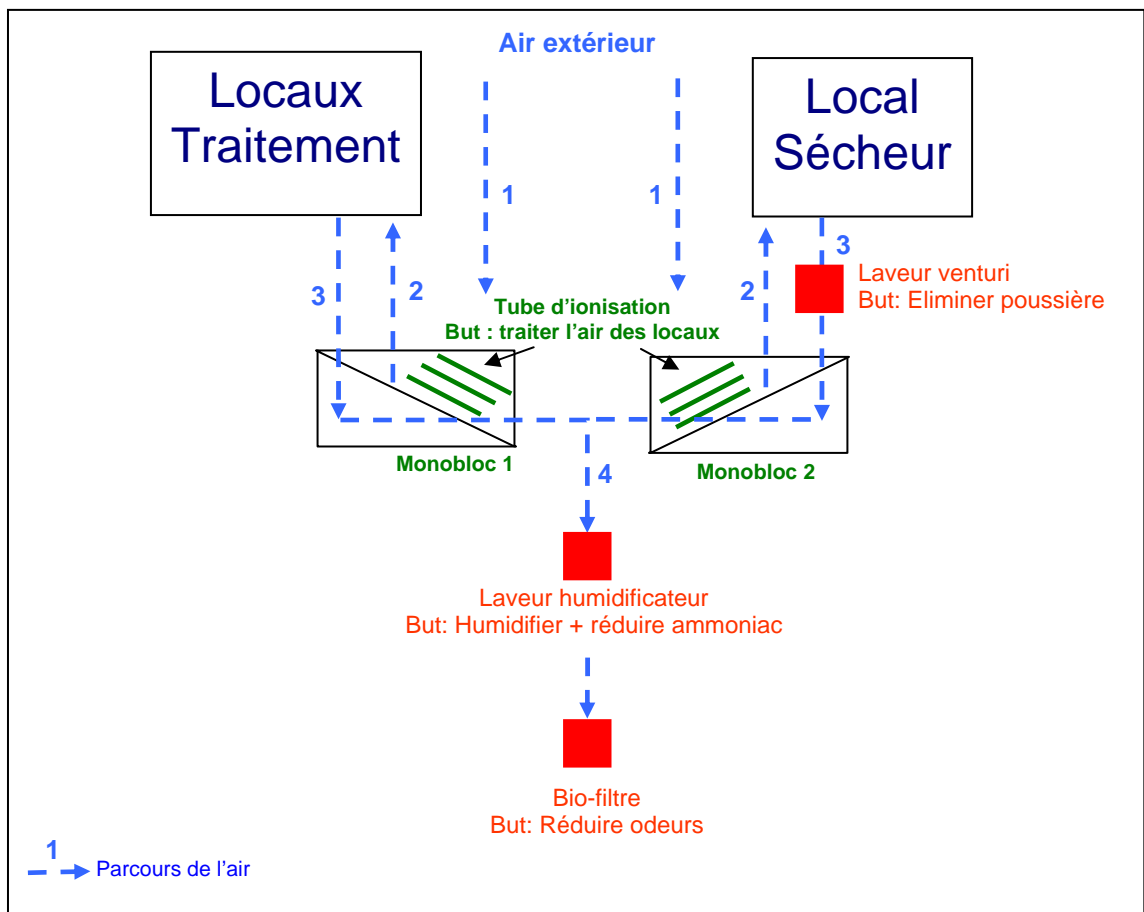 Air extérieur
Locaux
Traitement
Local
Sécheur
1
1
3
2
2
3
Laveur venturi
But: Eliminer poussière
Tube d'ionisation
But : traiter l'air des locaux
Monobloc 1
Monobloc 2
4
Laveur humidificateur
But: Humidifier + réduire ammoniac
Bio-filtre
But: Réduire odeurs
1
Parcours de l'air